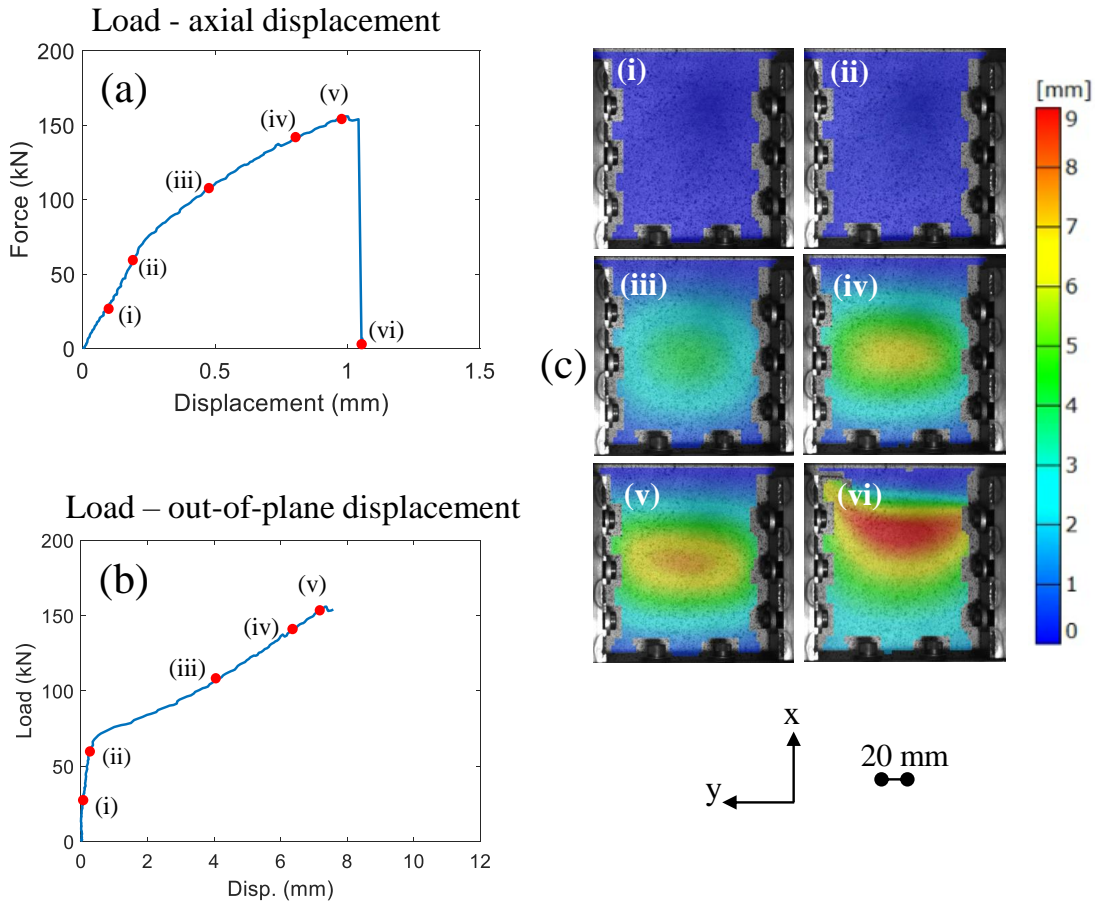 Load - axial displacement
(a)
200
150
100
50
0
Force (kN)
(i)
(ii)
(iii)
(iv)
(v)
(vi)
0
0.5
1
1.5
Displacement (mm)
Load – out-of-plane displacement
(b)
200
150
100
50
0
Load (kN)
(i)
(ii)
(iii)
(iv)
(v)
0
2
4
6
8
10
12
Disp. (mm)
(c)
(i)
(ii)
(iii)
(iv)
(v)
(vi)
[mm]
9
8
7
6
5
4
3
2
1
0
x
y
20 mm